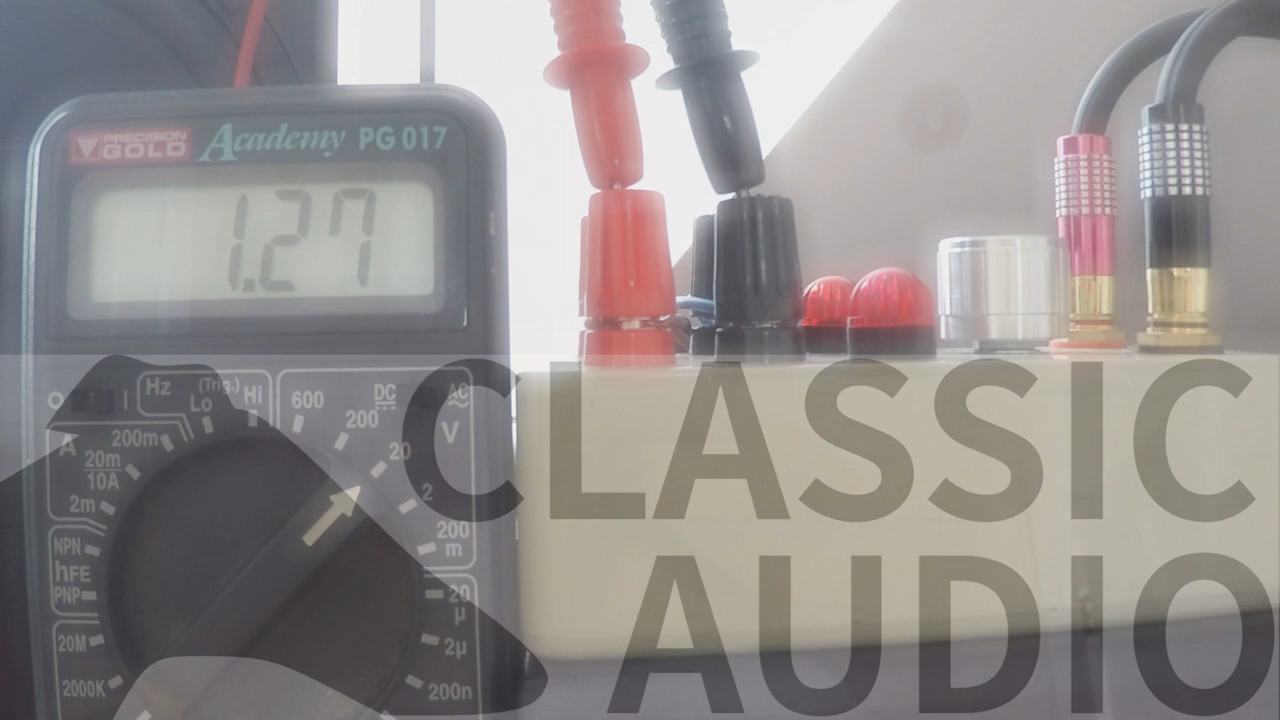 PRECISION
GOLD
Academy PG 017
1.27
O I
Hz (Trig.)
Lo Hi
600
DC
AC
200
V
A
200m
20
20m
10A
2
2m
200
m
NPN
hFE
PNP
20
µ
20M
2µ
2000K
200n
CLASSIC
AUDIO